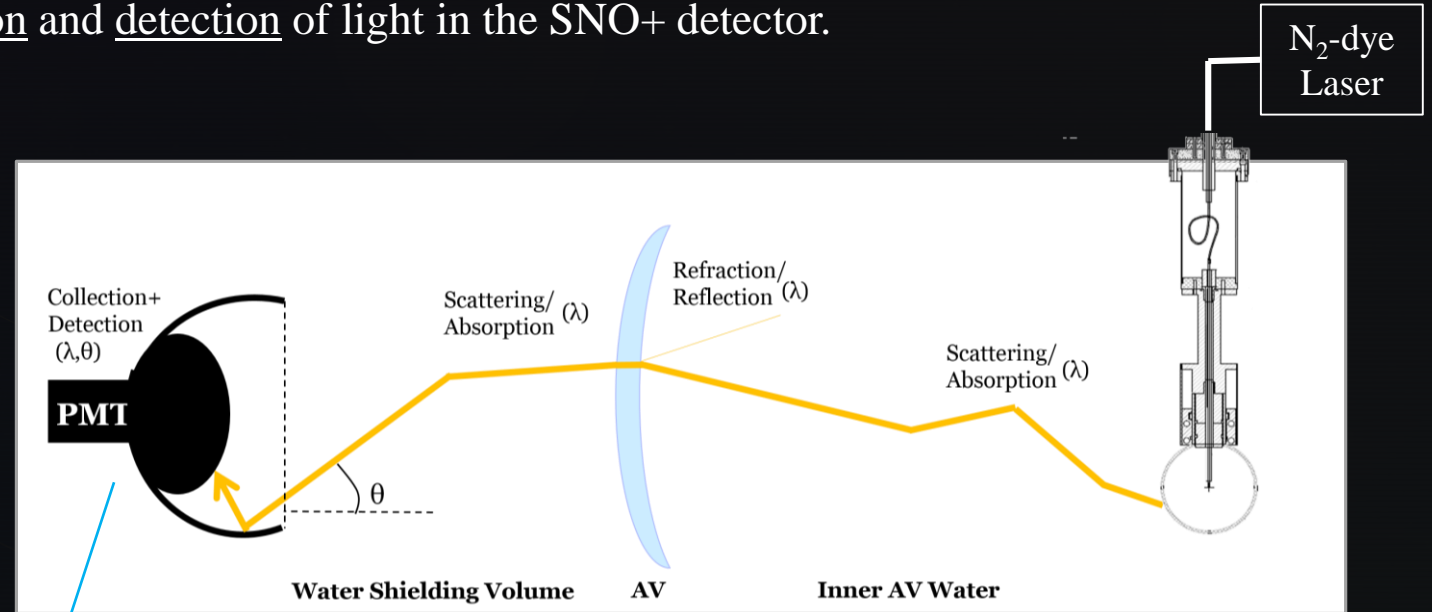 on and detection of light in the SNO+ detector.
N₂-dye
Laser
Collection+
Detection
(λ,θ)
PMT
Scattering/
Absorption (λ)
Refraction/
Reflection (λ)
Scattering/
Absorption (λ)
θ
Water Shielding Volume
AV
Inner AV Water